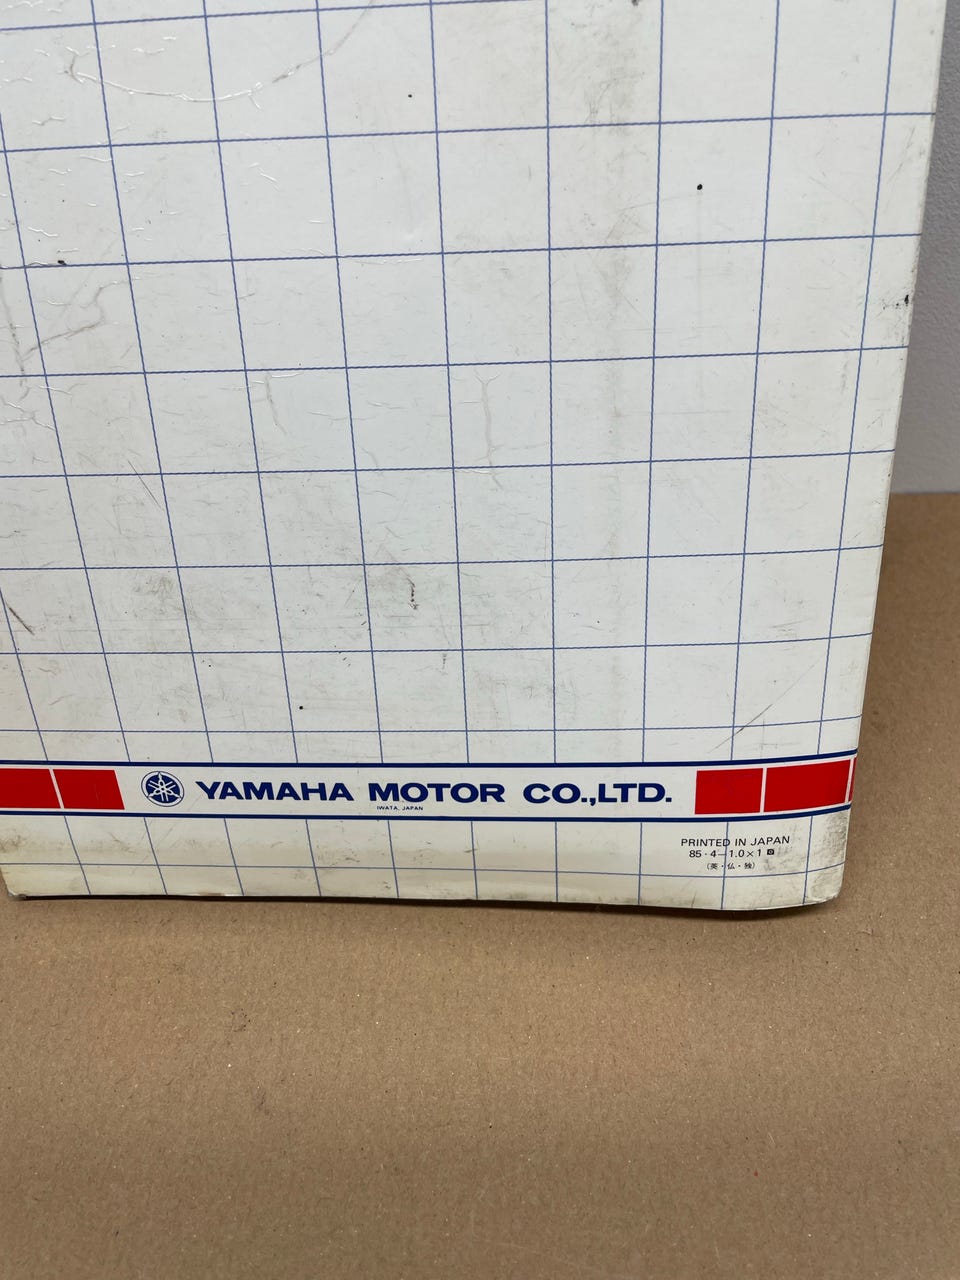 YAMAHA MOTOR CO.,LTD.
IWATA, JAPAN
PRINTED IN JAPAN
85・4－1.0×1
(英・仏・独)